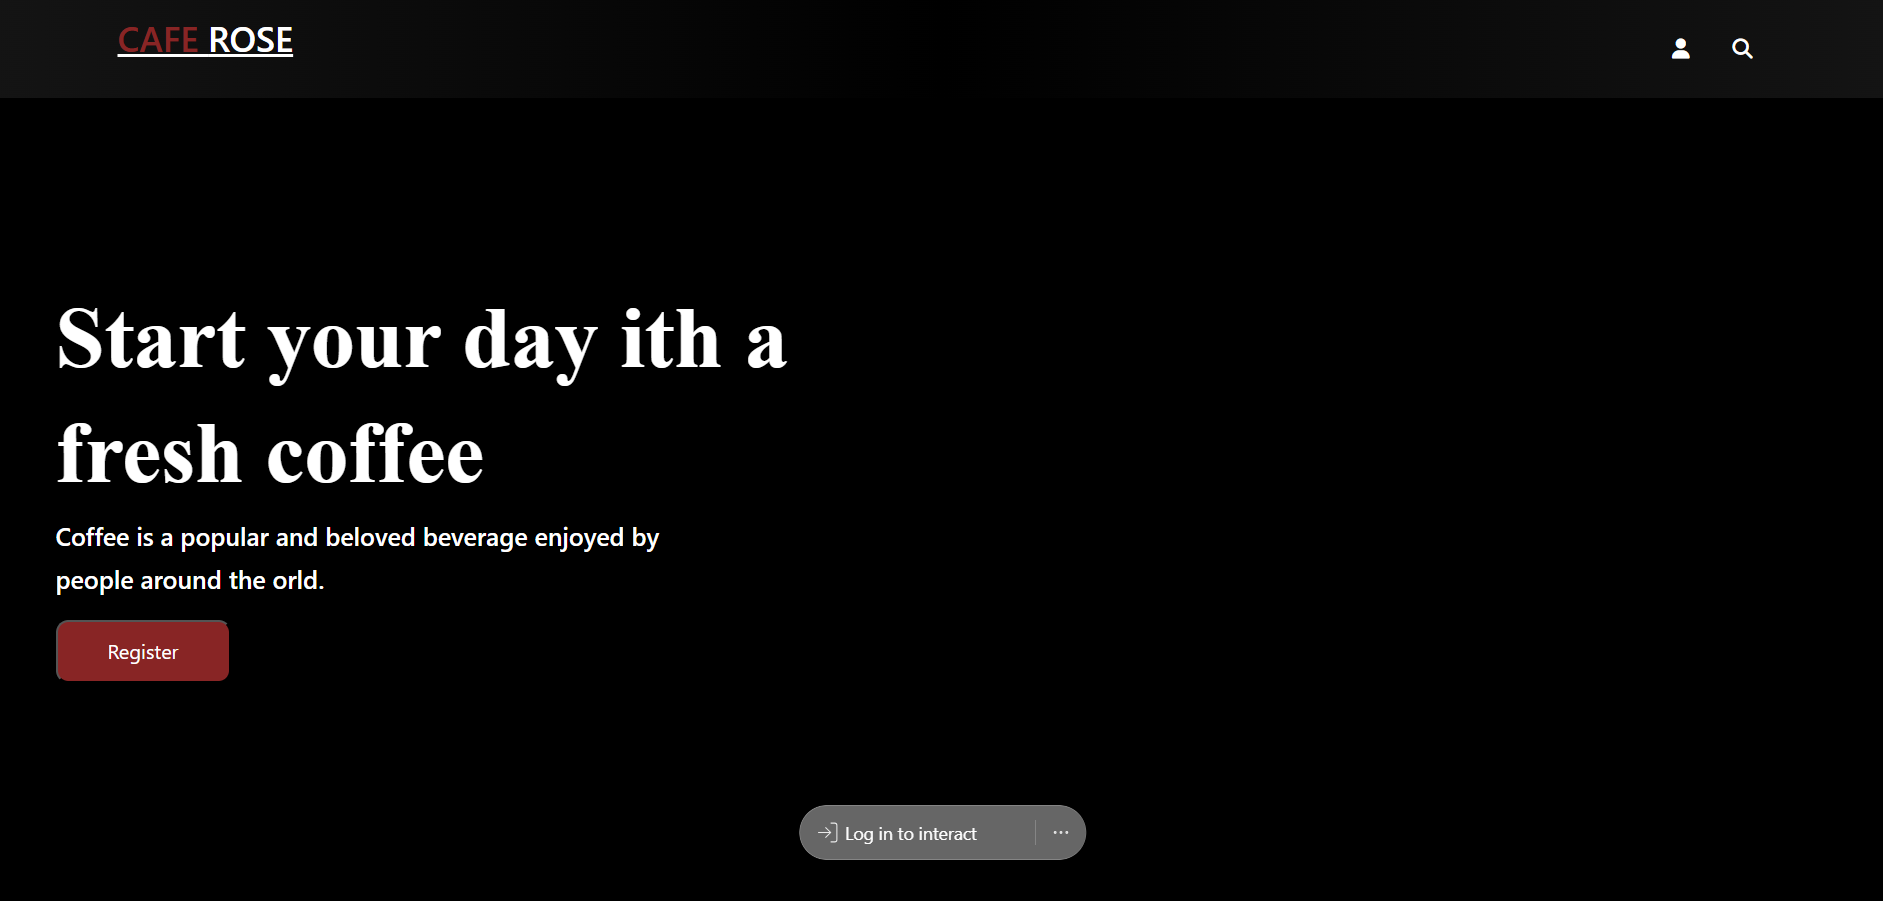 CAFE ROSE
Start your day ith a
fresh coffee
Coffee is a popular and beloved beverage enjoyed by
people around the orld.
Register
Log in to interact